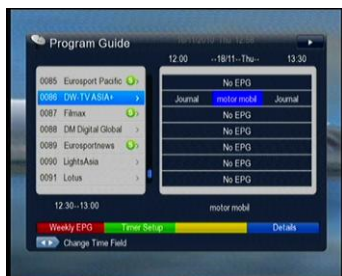 Program Guide
12.00 --18/11--Thu-- 13:30
0085 Eurosport Pacific No EPG
0086 DW-TV ASIA+ Journal motor mobil Journal
0087 Filmax No EPG
0088 DM Digital Global No EPG
0089 Eurosportnews No EPG
0090 LightsAsia No EPG
0091 Lotus No EPG
12.30--13.00 motor mobil
Weekly EPG Timer Setup Details
Change Time Field